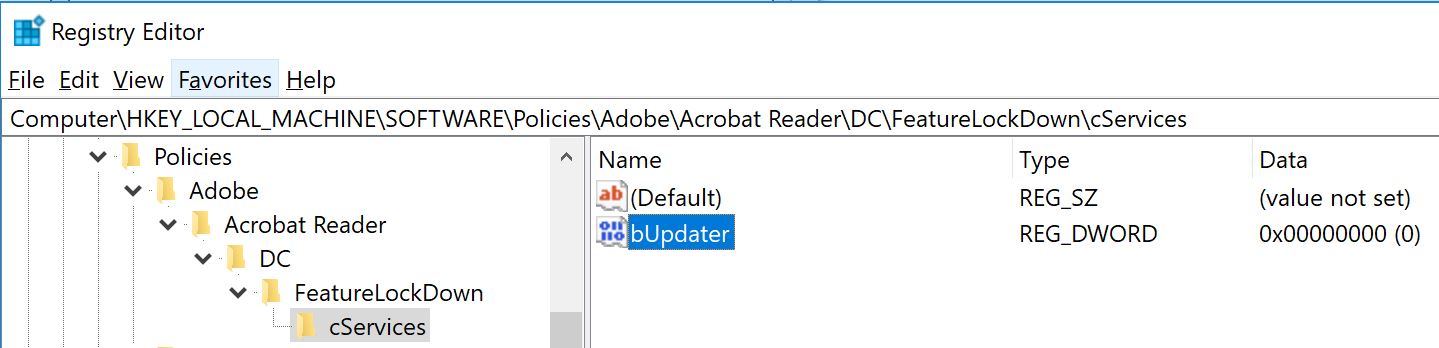 Registry Editor
File Edit View Favorites Help
Computer\HKEY_LOCAL_MACHINE\SOFTWARE\Policies\Adobe\Acrobat Reader\DC\FeatureLockDown\cServices
Policies
Adobe
Acrobat Reader
DC
FeatureLockDown
cServices
Name Type Data
(Default) REG_SZ (value not set)
bUpdater REG_DWORD 0x00000000 (0)